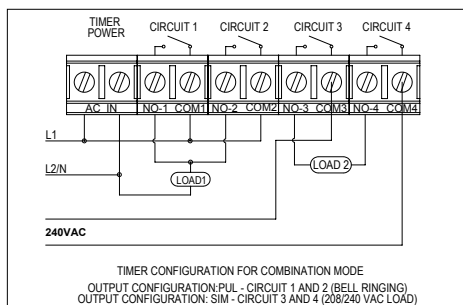 TIMER
POWER
CIRCUIT 1
CIRCUIT 2
CIRCUIT 3
CIRCUIT 4
AC IN
NO-1 COM1
NO-2 COM2
NO-3 COM3
NO-4 COM4
L1
L2/N
LOAD1
LOAD 2
240VAC
TIMER CONFIGURATION FOR COMBINATION MODE
OUTPUT CONFIGURATION:PUL - CIRCUIT 1 AND 2 (BELL RINGING)
OUTPUT CONFIGURATION: SIM - CIRCUIT 3 AND 4 (208/240 VAC LOAD)